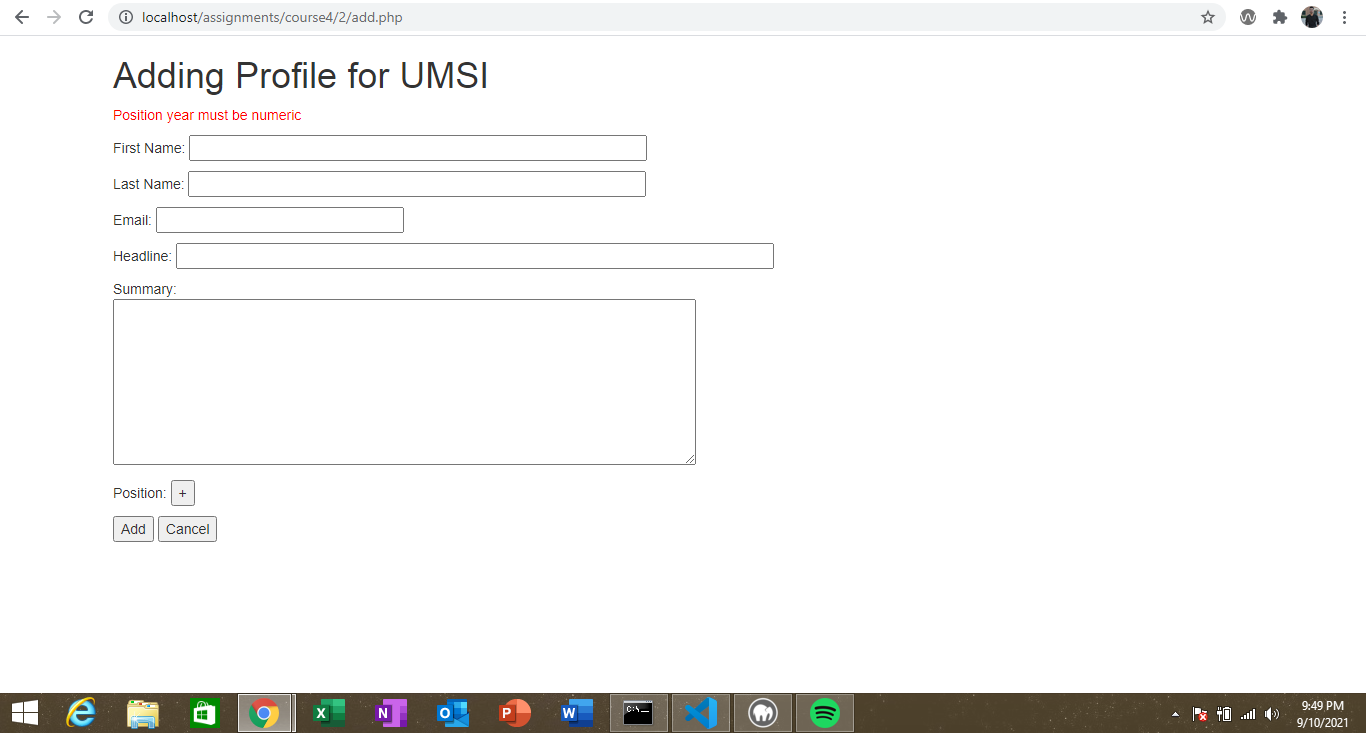 localhost/assignments/course4/2/add.php
Adding Profile for UMSI
Position year must be numeric
First Name:
Last Name:
Email:
Headline:
Summary:
Position: +
Add Cancel
9:49 PM
9/10/2021